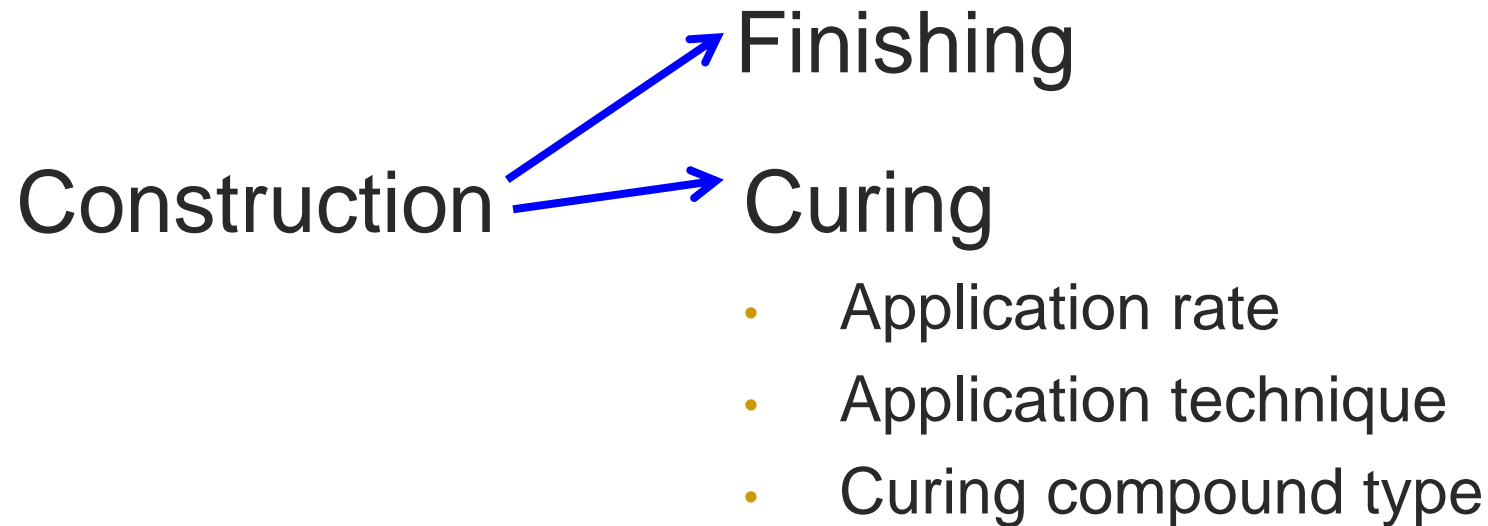 Finishing
Construction
Curing
• Application rate
• Application technique
• Curing compound type